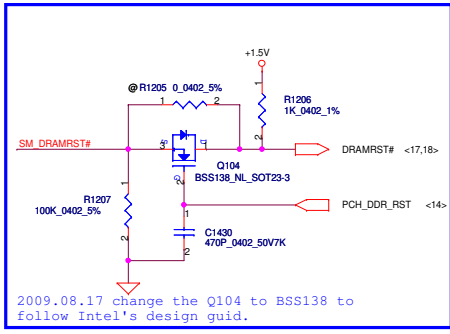 +1.5V
@ R1205 0_0402_5%
1 2
1
R1206
1K_0402_1%
2
SM_DRAMRST#
3 S D 1
DRAMRST# <17,18>
Q104
BSS138_NL_SOT23-3
G 2
1
R1207
100K_0402_5%
2
PCH_DDR_RST <14>
1
C1430
470P_0402_50V7K
2
2009.08.17 change the Q104 to BSS138 to
follow Intel's design guid.